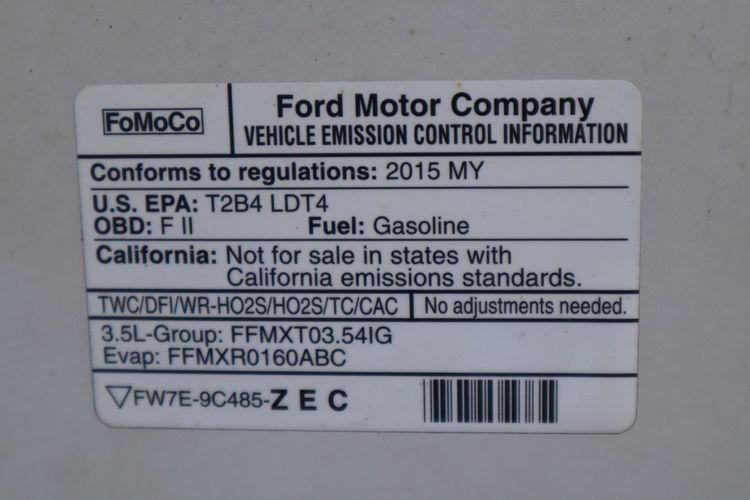 FoMoCo
Ford Motor Company
VEHICLE EMISSION CONTROL INFORMATION
Conforms to regulations: 2015 MY
U.S. EPA: T2B4 LDT4
OBD: F II Fuel: Gasoline
California: Not for sale in states with
California emissions standards.
TWC/DFI/WR-HO2S/HO2S/TC/CAC No adjustments needed.
3.5L-Group: FFMXT03.54IG
Evap: FFMXR0160ABC
FW7E-9C485-Z E C